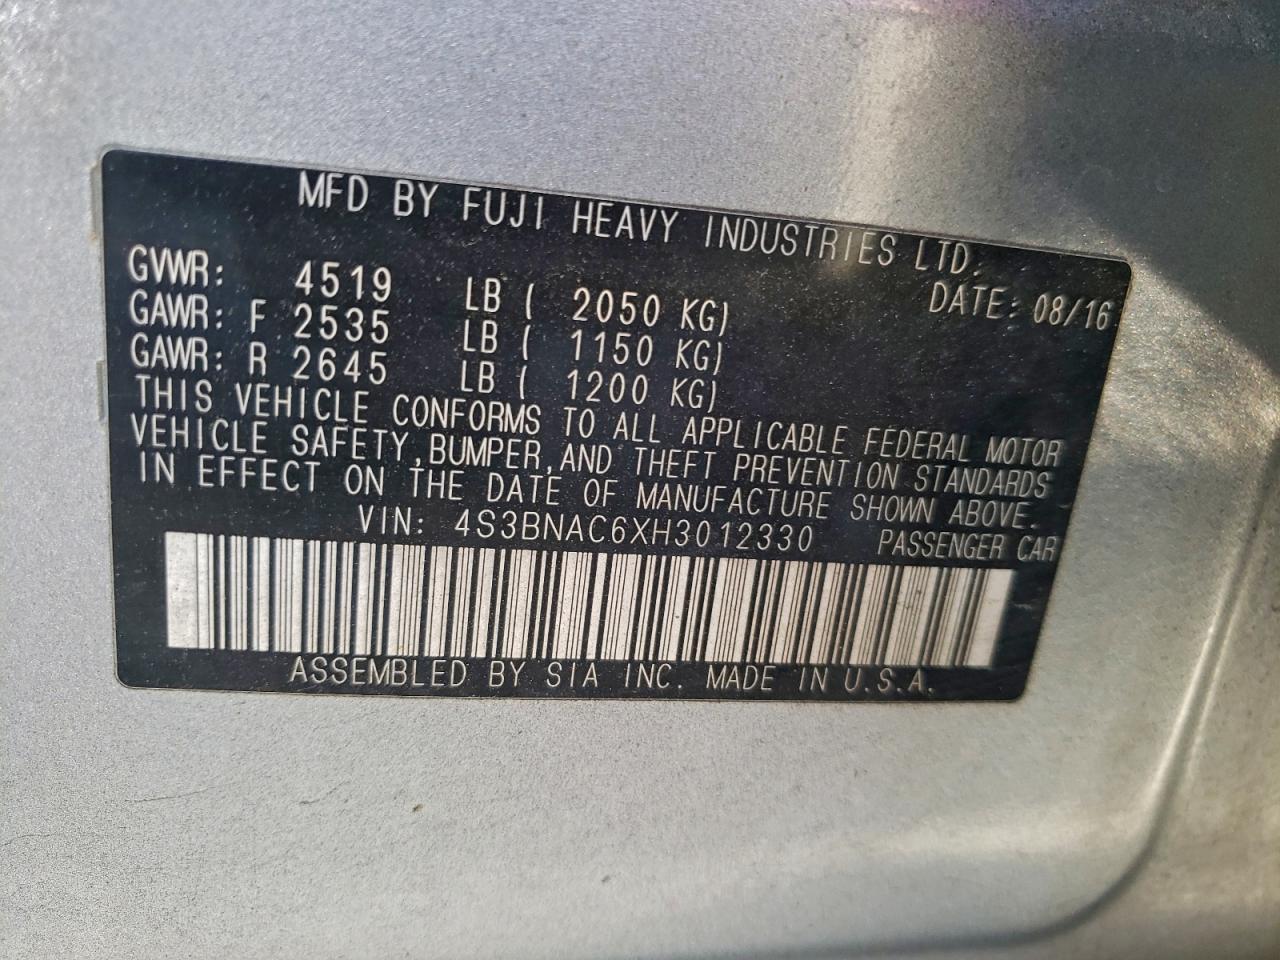 MFD BY FUJI HEAVY INDUSTRIES LTD.
GVWR: 4519 LB ( 2050 KG) DATE: 08/16
GAWR: F 2535 LB ( 1150 KG)
GAWR: R 2645 LB ( 1200 KG)
THIS VEHICLE CONFORMS TO ALL APPLICABLE FEDERAL MOTOR
VEHICLE SAFETY, BUMPER, AND THEFT PREVENTION STANDARDS
IN EFFECT ON THE DATE OF MANUFACTURE SHOWN ABOVE.
VIN: 4S3BNAC6XH3012330 PASSENGER CAR
ASSEMBLED BY SIA INC. MADE IN U.S.A.